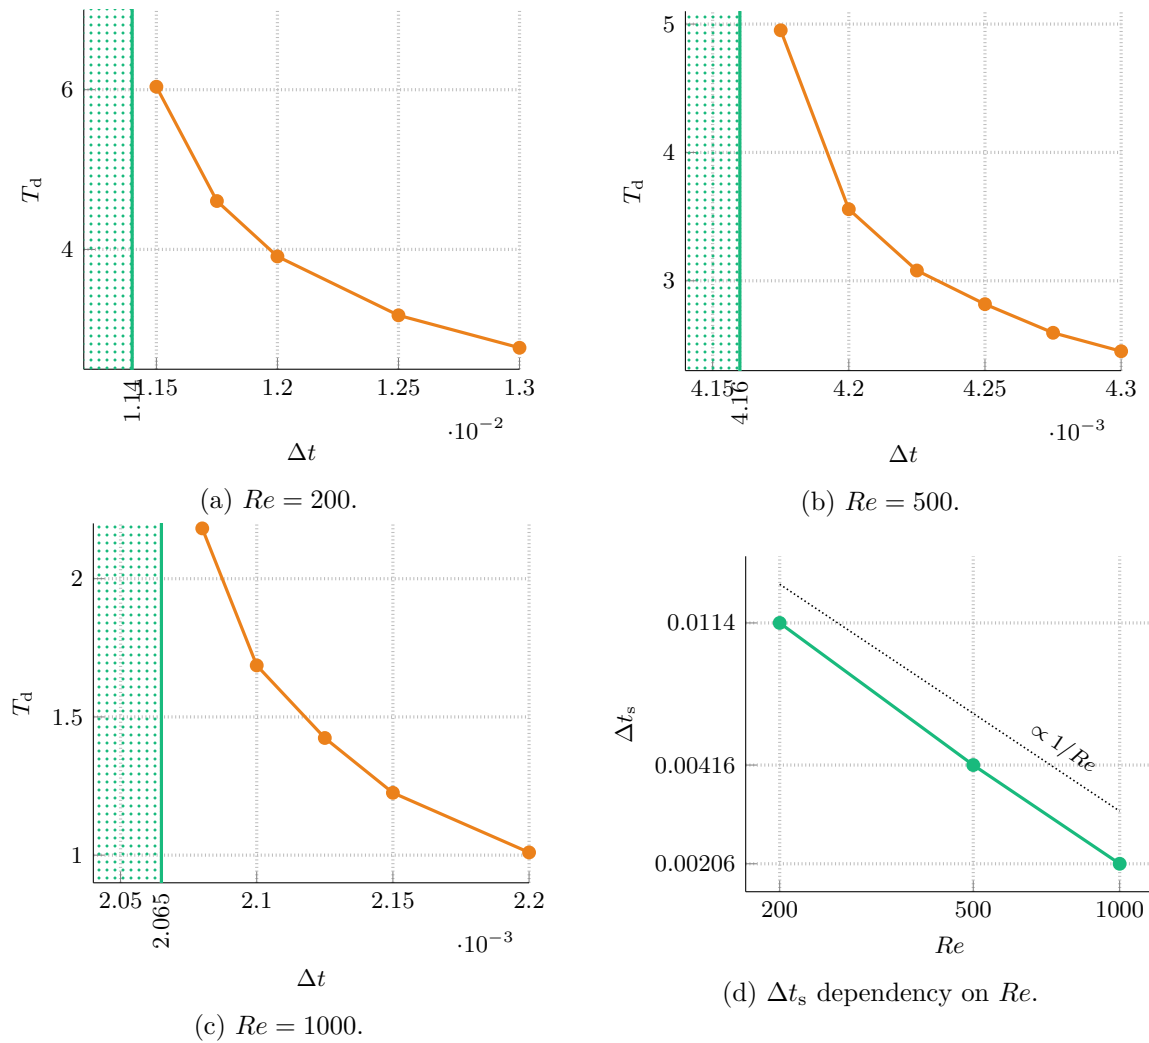 6
4
T_d
1.14
1.15
1.2
1.25
1.3
·10^−2
Δt
(a) Re = 200.
5
4
3
T_d
4.15
4.16
4.2
4.25
4.3
·10^−3
Δt
(b) Re = 500.
2
1.5
1
T_d
2.05
2.065
2.1
2.15
2.2
·10^−3
Δt
(c) Re = 1000.
0.0114
0.00416
0.00206
Δt_s
∝ 1/Re
200
500
1000
Re
(d) Δt_s dependency on Re.